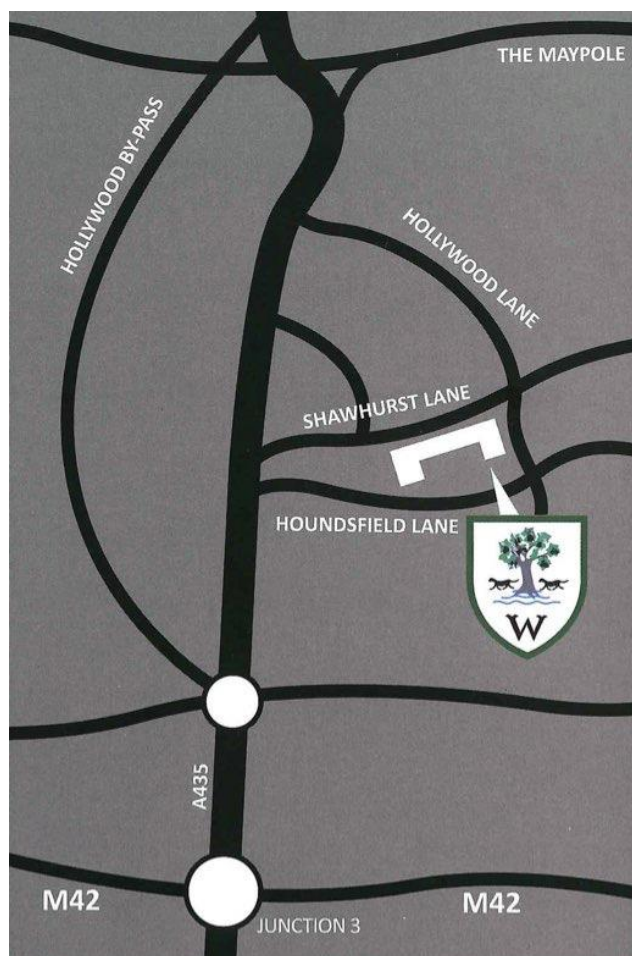 THE MAYPOLE
HOLLYWOOD BY-PASS
HOLLYWOOD LANE
SHAWHURST LANE
HOUNDSFIELD LANE
W
A435
M42
M42
JUNCTION 3